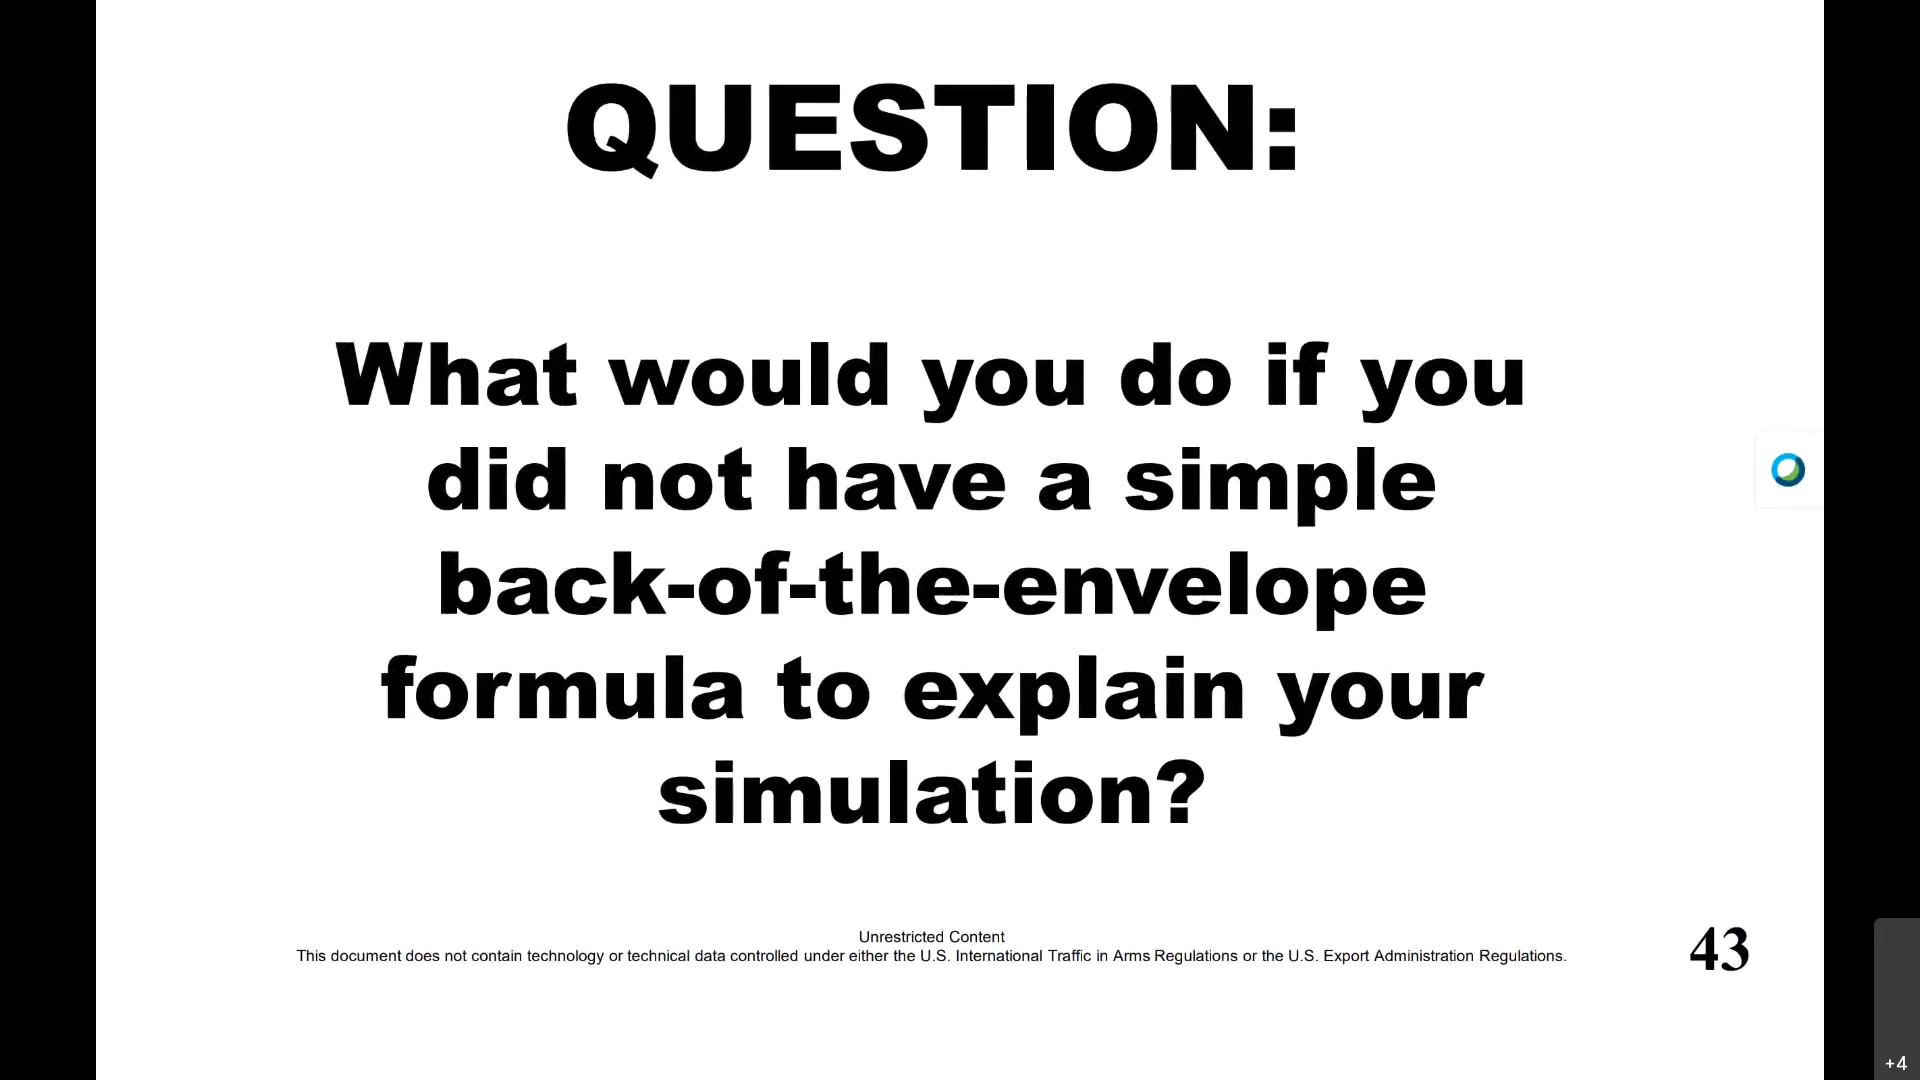 QUESTION:
What would you do if you
did not have a simple
back-of-the-envelope
formula to explain your
simulation?
Unrestricted Content
This document does not contain technology or technical data controlled under either the U.S. International Traffic in Arms Regulations or the U.S. Export Administration Regulations.
43
+4